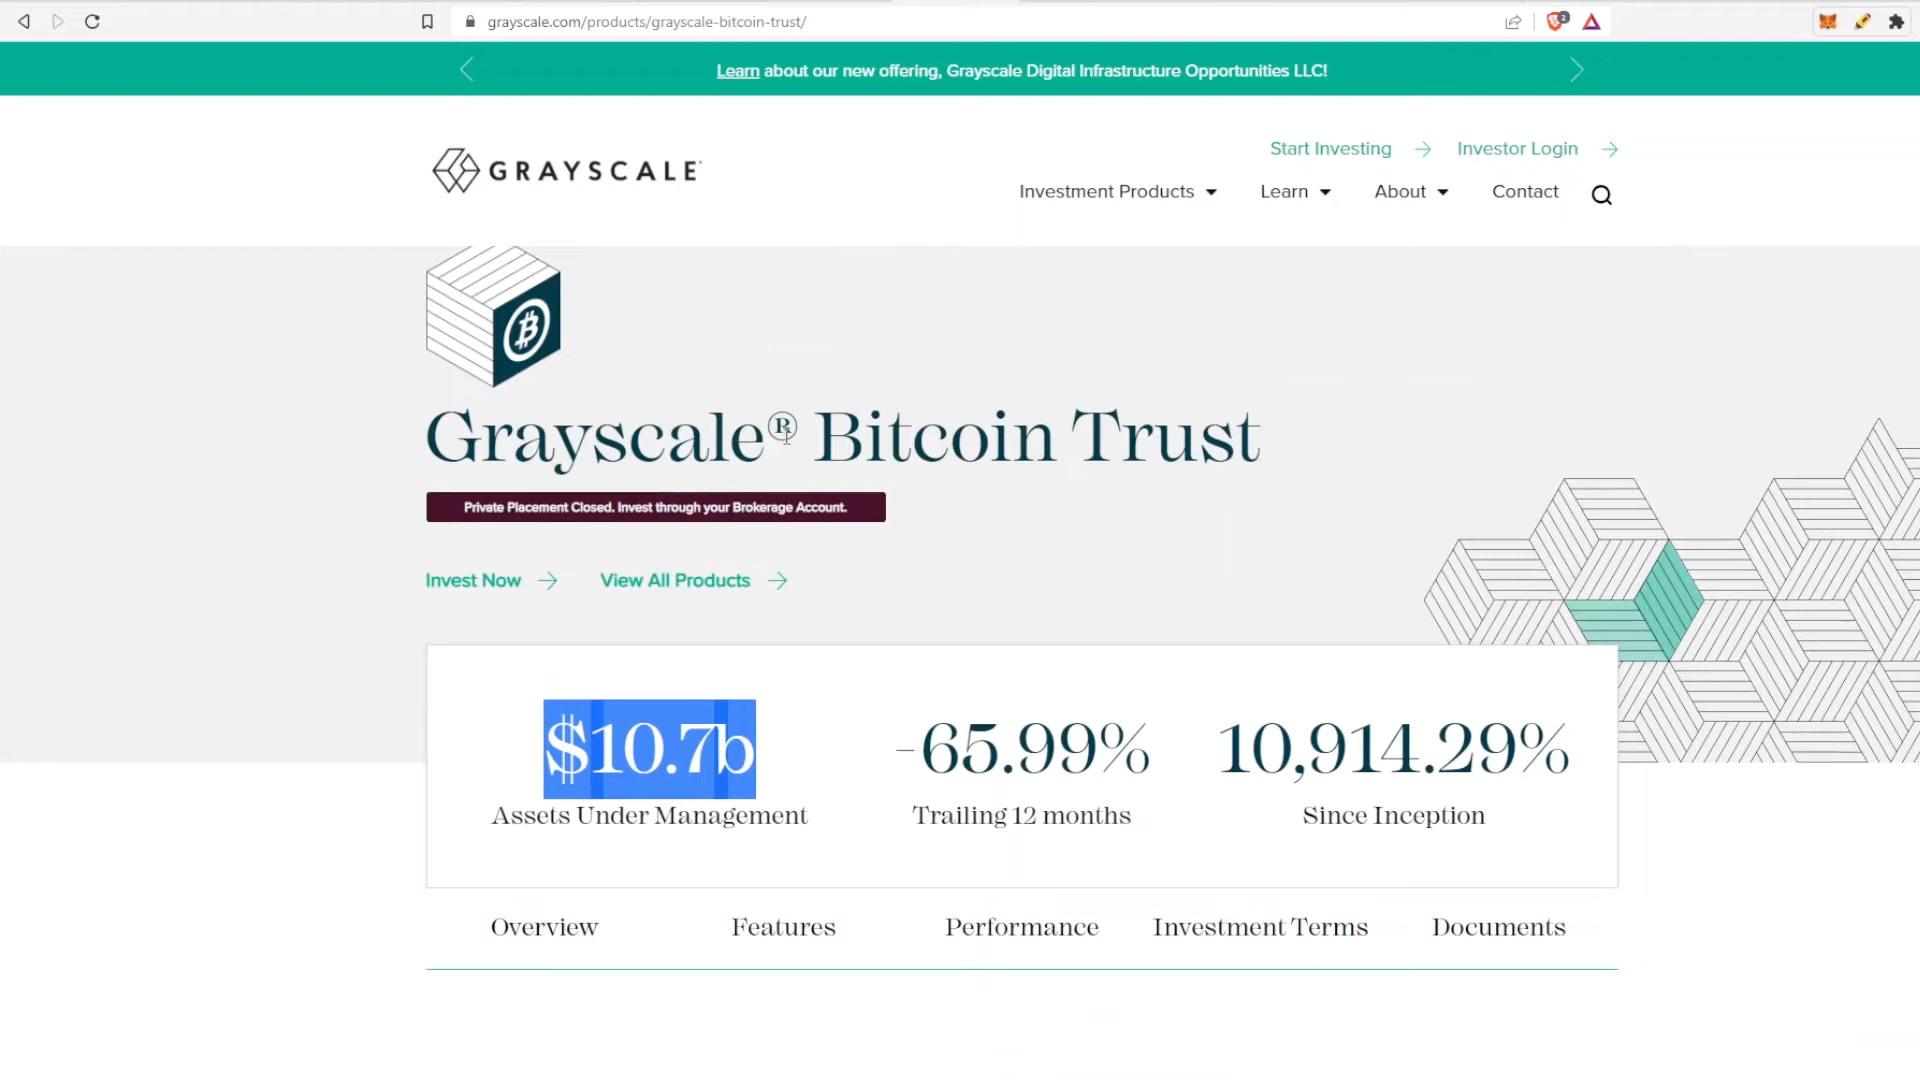 grayscale.com/products/grayscale-bitcoin-trust/
2
Learn about our new offering, Grayscale Digital Infrastructure Opportunities LLC!
GRAYSCALE
Start Investing Investor Login
Investment Products Learn About Contact
Grayscale® Bitcoin Trust
Private Placement Closed. Invest through your Brokerage Account.
Invest Now View All Products
$10.7b -65.99% 10,914.29%
Assets Under Management Trailing 12 months Since Inception
Overview Features Performance Investment Terms Documents